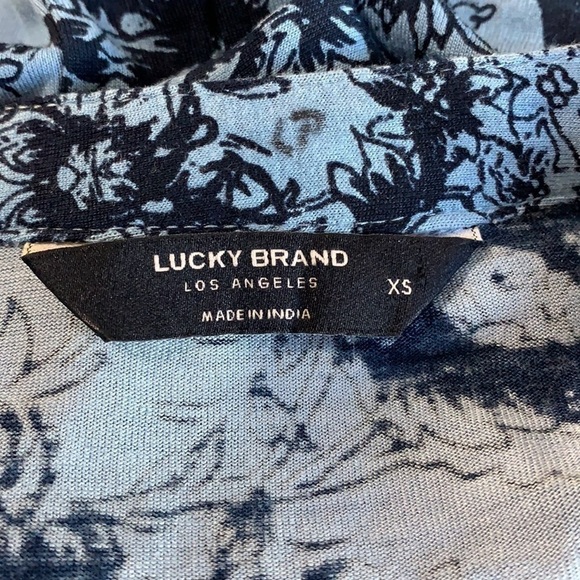 LUCKY BRAND
LOS ANGELES
XS
MADE IN INDIA